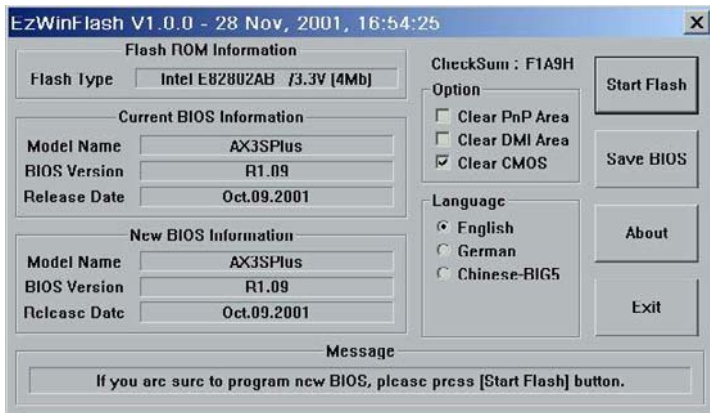 EzWinFlash V1.0.0 - 28 Nov, 2001, 16:54:25
Flash ROM Information
Flash Type Intel E82802AB /3.3V (4Mb)
Current BIOS Information
Model Name AX3SPlus
BIOS Version R1.09
Release Date Oct.09.2001
New BIOS Information
Model Name AX3SPlus
BIOS Version R1.09
Release Date Oct.09.2001
CheckSum : F1A9H
Option
Clear PnP Area
Clear DMI Area
Clear CMOS
Language
English
German
Chinese-BIG5
Start Flash
Save BIOS
About
Exit
Message
If you are sure to program new BIOS, please press [Start Flash] button.